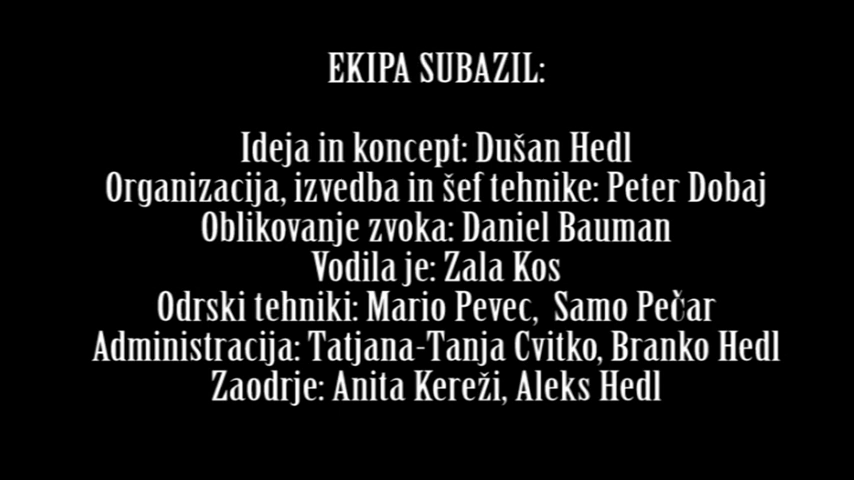 EKIPA SUBAZIL:
Ideja in koncept: Dušan Hedl
Organizacija, izvedba in šef tehnike: Peter Dobaj
Oblikovanje zvoka: Daniel Bauman
Vodila je: Zala Kos
Odrski tehniki: Mario Pevec, Samo Pečar
Administracija: Tatjana-Tanja Cvitko, Branko Hedl
Zaodrje: Anita Kereži, Aleks Hedl